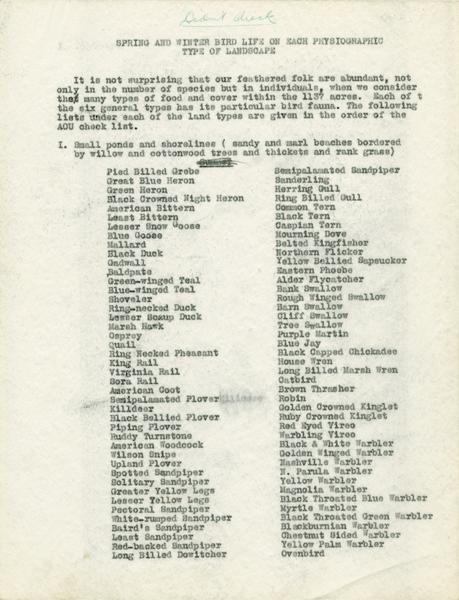 Didn't check
SPRING AND WINTER BIRD LIFE ON EACH PHYSIOGRAPHIC
TYPE OF LANDSCAPE
It is not surprising that our feathered folk are abundant, not
only in the number of species but in individuals, when we consider
the many types of food and cover within the 1137 acres. Each of t
the six general types has its particular bird fauna. The following
lists under each of the land types are given in the order of the
AOU check list.
I. Small ponds and shorelines ( sandy and marl beaches bordered
by willow and cottonwood trees and thickets and rank grass)
Pied Billed Grebe
Great Blue Heron
Green Heron
Black Crowned Night Heron
American Bittern
Least Bittern
Lesser Snow Goose
Blue Goose
Mallard
Black Duck
Gadwall
Baldpate
Green-winged Teal
Blue-winged Teal
Shoveler
Ring-necked Duck
Lesser Scaup Duck
Marsh Hawk
Osprey
Quail
Ring Necked Pheasant
King Rail
Virginia Rail
Sora Rail
American Coot
Semipalamated Plover
Killdeer
Black Bellied Plover
Piping Plover
Ruddy Turnstone
American Woodcock
Wilson Snipe
Upland Plover
Spotted Sandpiper
Solitary Sandpiper
Greater Yellow Legs
Lesser Yellow Legs
Pectoral Sandpiper
White-rumped Sandpiper
Baird's Sandpiper
Least Sandpiper
Red-backed Sandpiper
Long Billed Dowitcher
Semipalamated Sandpiper
Sanderling
Herring Gull
Ring Billed Gull
Common Tern
Black Tern
Caspian Tern
Mourning Dove
Belted Kingfisher
Northern Flicker
Yellow Bellied Sapsucker
Eastern Phoebe
Alder Flycatcher
Bank Swallow
Rough Winged Swallow
Barn Swallow
Cliff Swallow
Tree Swallow
Purple Martin
Blue Jay
Black Capped Chickadee
House Wren
Long Billed Marsh Wren
Catbird
Brown Thrasher
Robin
Golden Crowned Kinglet
Ruby Crowned Kinglet
Red Eyed Vireo
Warbling Vireo
Black & White Warbler
Golden Winged Warbler
Nashville Warbler
N. Parula Warbler
Yellow Warbler
Magnolia Warbler
Black Throated Blue Warbler
Myrtle Warbler
Black Throated Green Warbler
Blackburnian Warbler
Chestnut Sided Warbler
Yellow Palm Warbler
Ovenbird